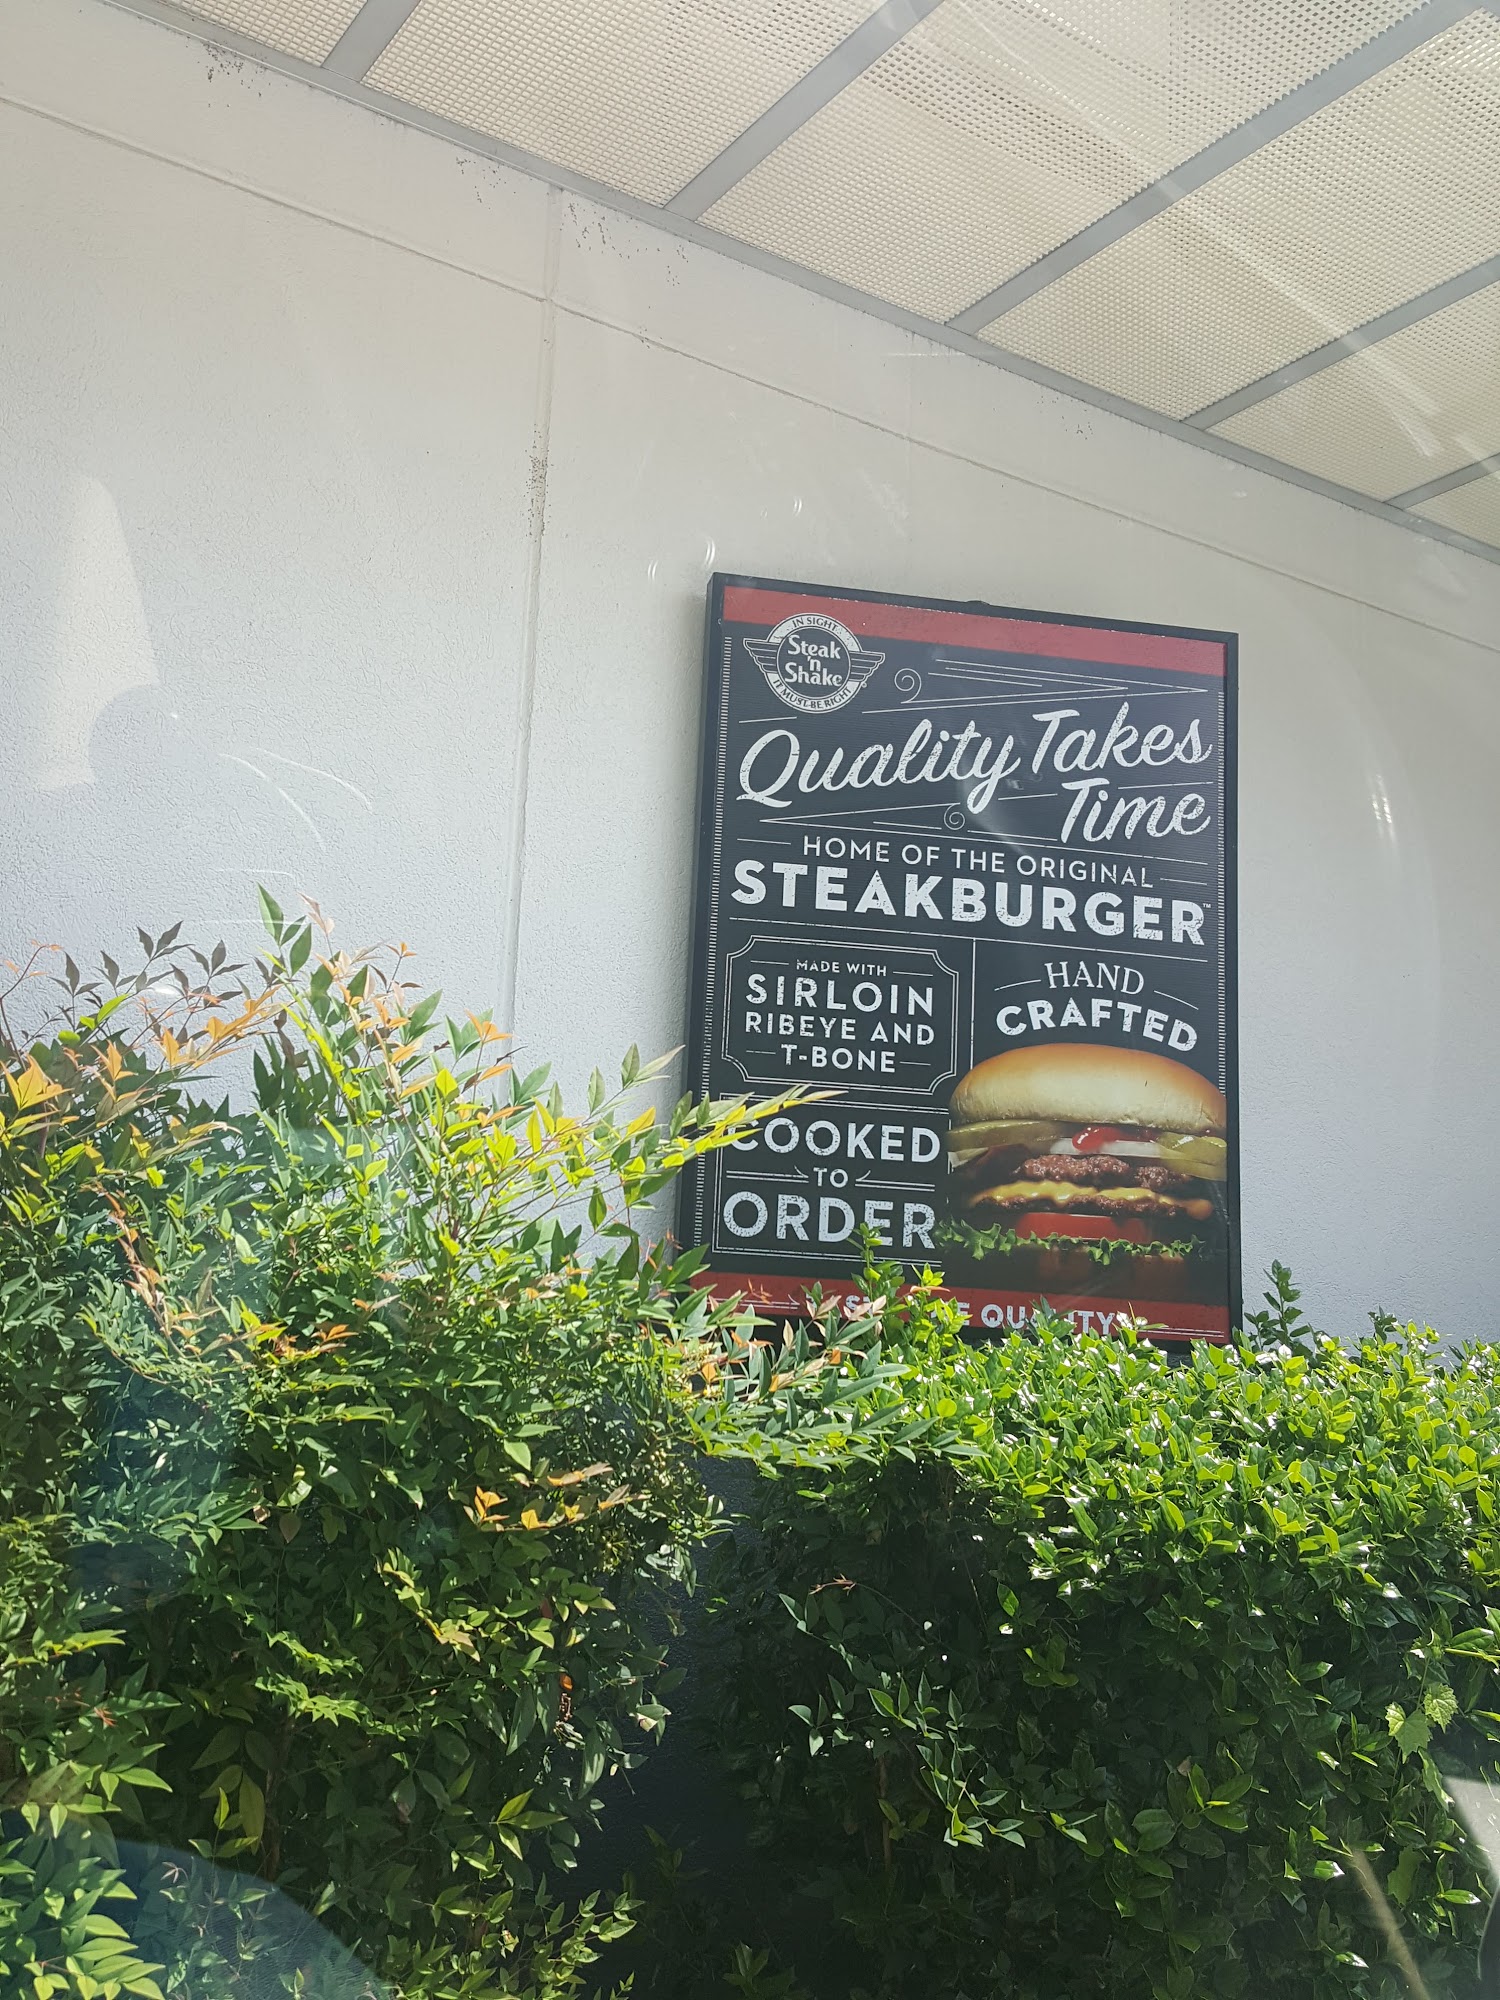 IN SIGHT
Steak
'n
Shake
IT MUST BE RIGHT
Quality Takes
Time
HOME OF THE ORIGINAL
STEAKBURGER™
MADE WITH
SIRLOIN
RIBEYE AND
T-BONE
HAND
CRAFTED
COOKED
TO
ORDER